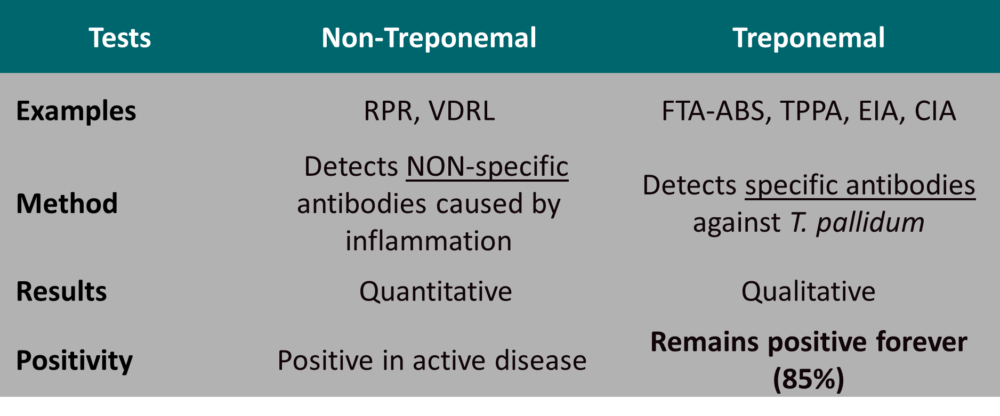 Tests Non-Treponemal Treponemal
Examples RPR, VDRL FTA-ABS, TPPA, EIA, CIA
Method
Detects NON-specific
antibodies caused by
inflammation
Detects specific antibodies
against T. pallidum
Results Quantitative Qualitative
Positivity Positive in active disease
Remains positive forever
(85%)